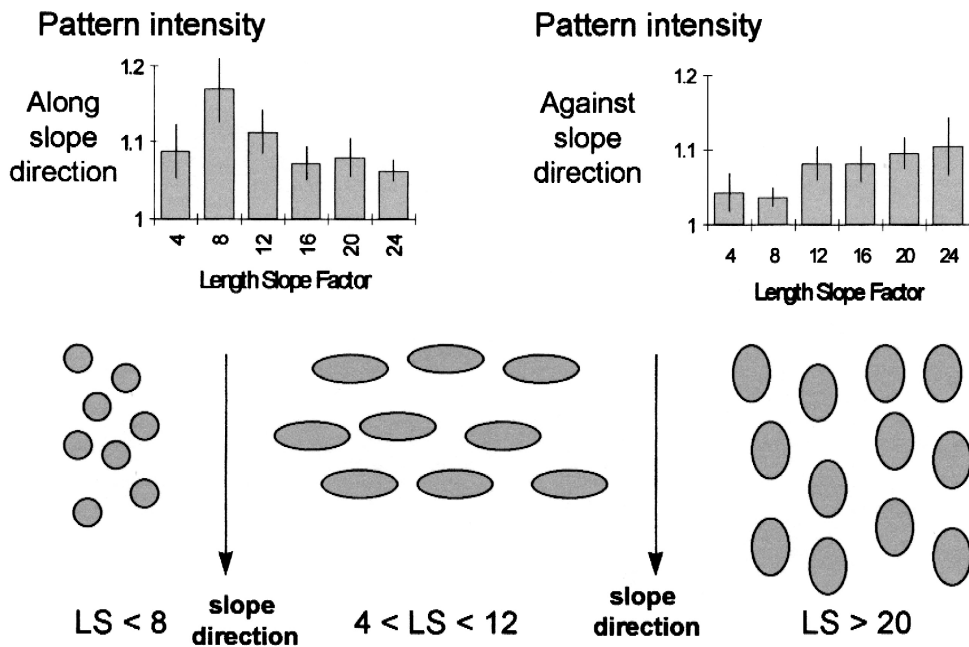 Pattern intensity
Along
slope
direction
1.2
1.1
1
4
8
12
16
20
24
Length Slope Factor
Pattern intensity
Against
slope
direction
1.2
1.1
1
4 8 12 16 20 24
Length Slope Factor
LS < 8
slope
direction
4 < LS < 12
slope
direction
LS > 20